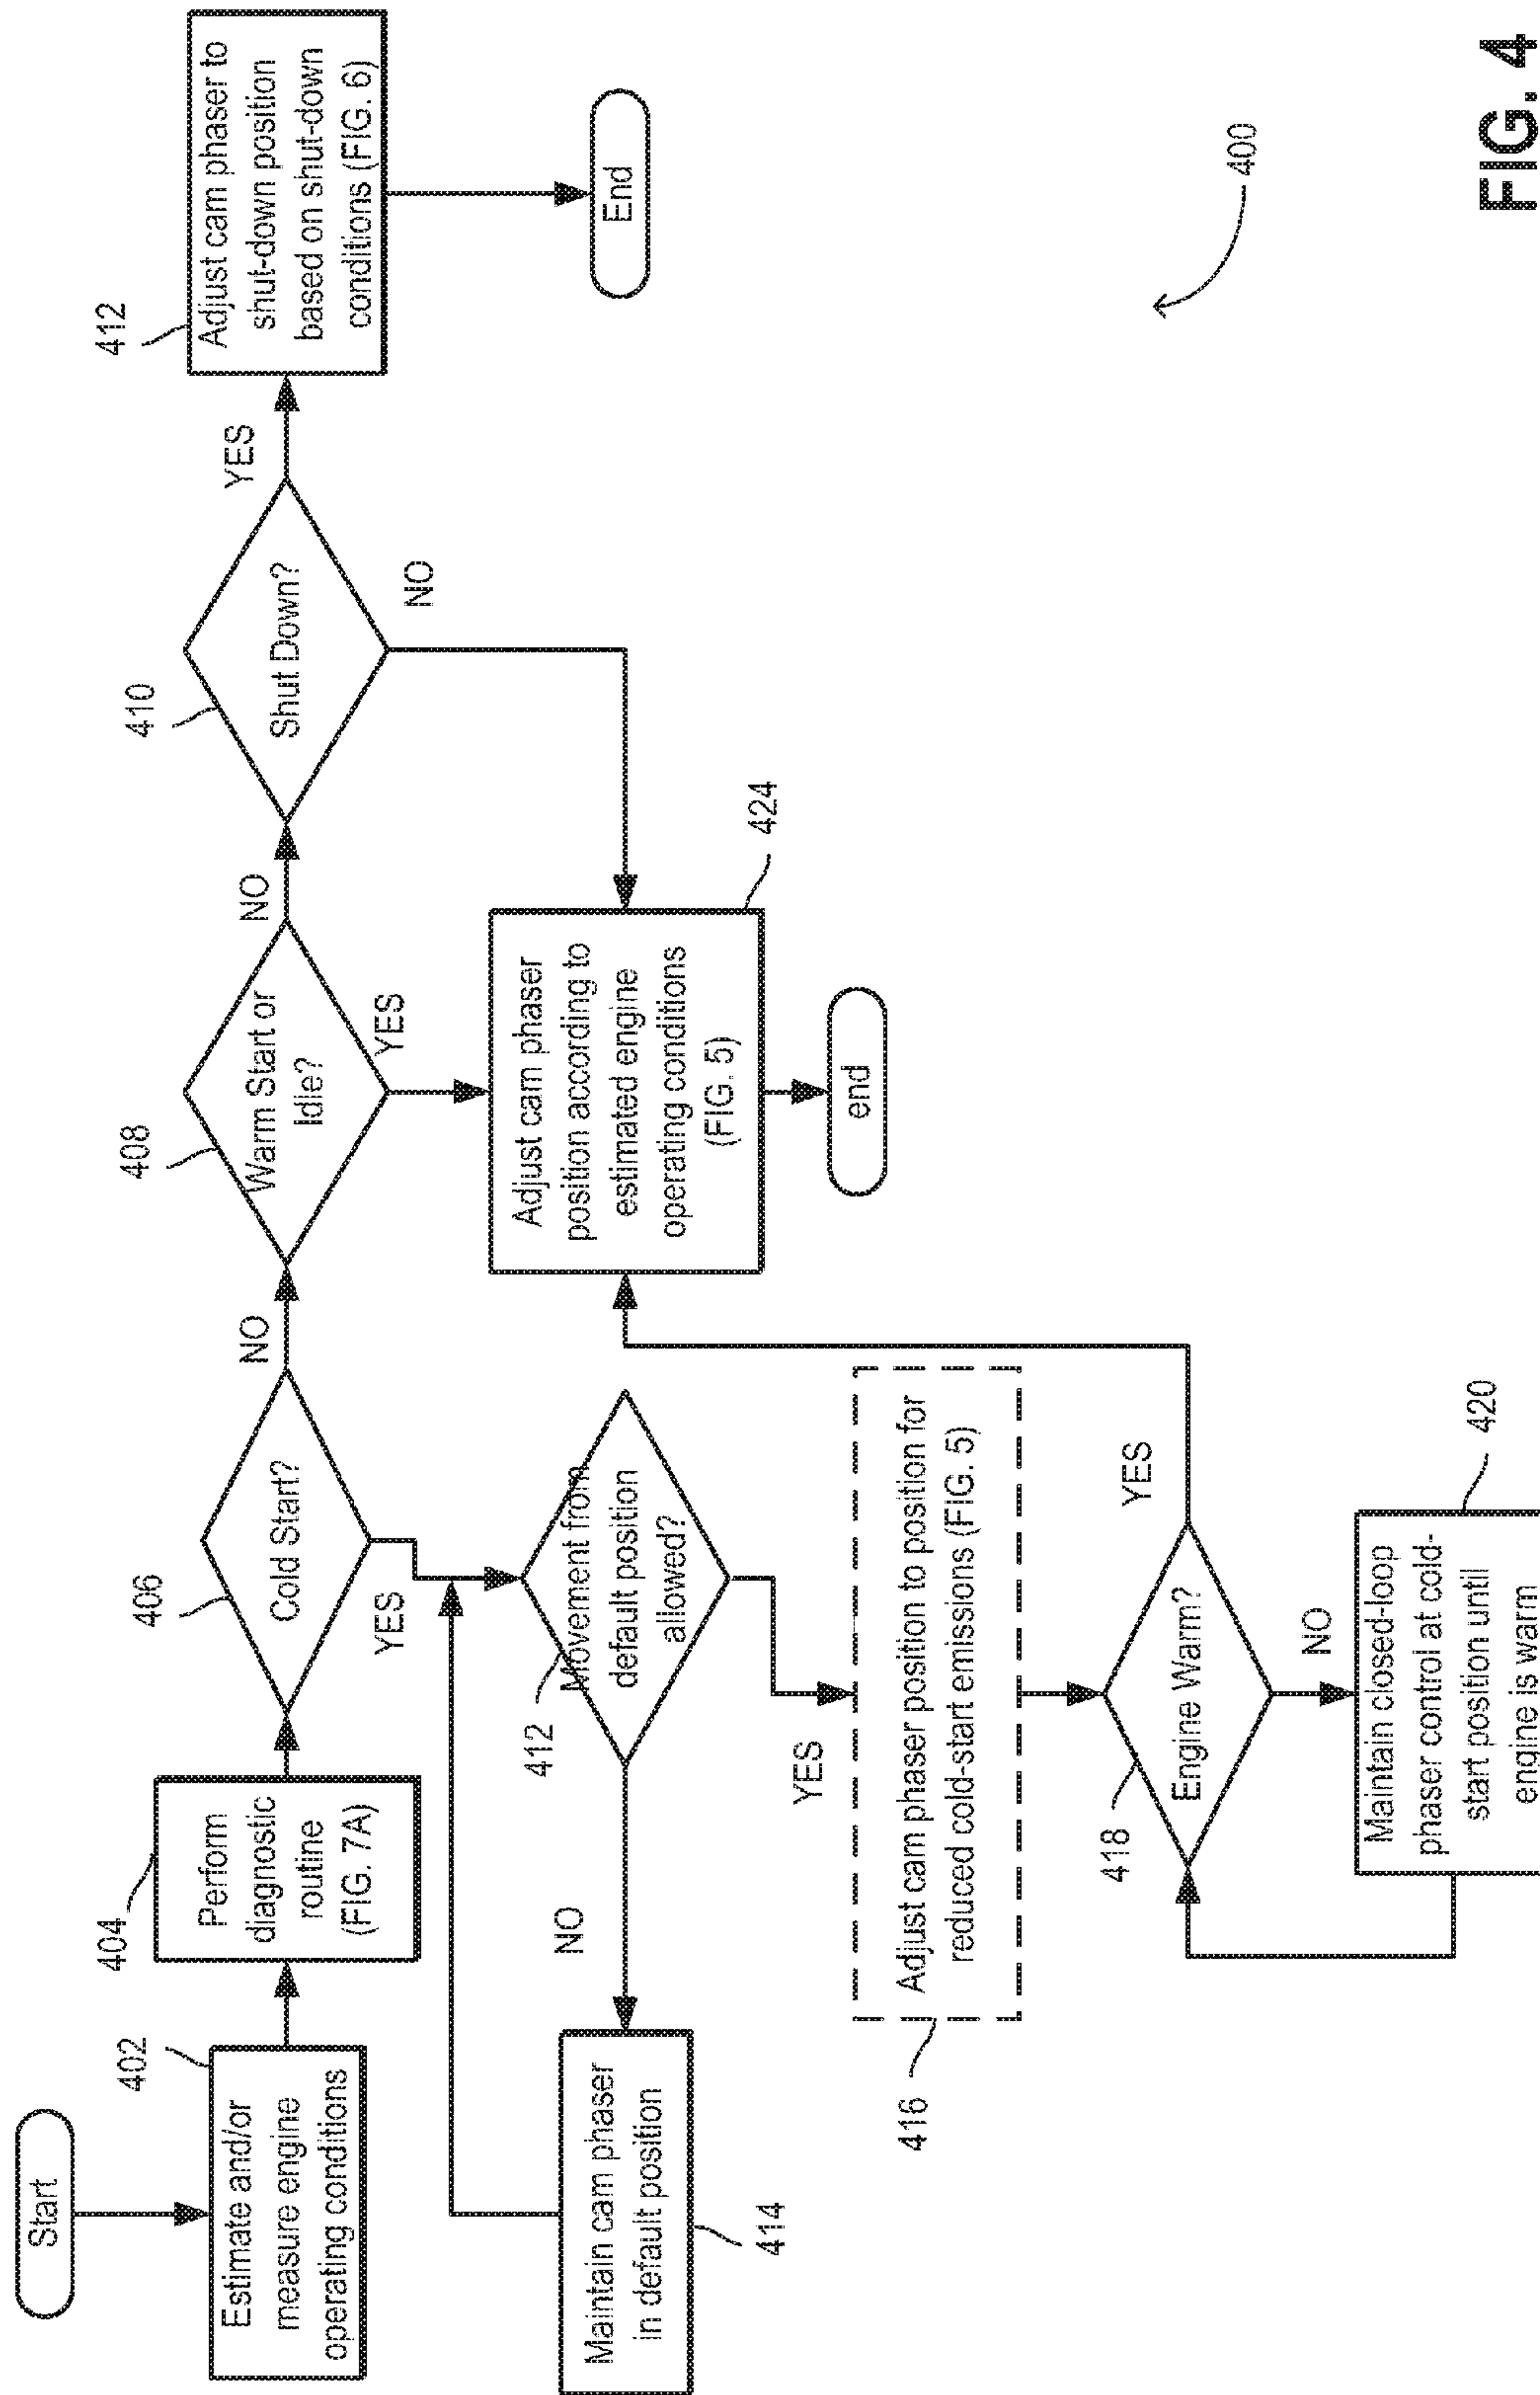 Start
402
Estimate and/or
measure engine
operating conditions
404
Perform
diagnostic
routine
(FIG. 7A)
406
Cold Start?
NO
YES
408
Warm Start or
Idle?
NO
YES
410
Shut Down?
YES
NO
412
Adjust cam phaser to
shut-down position
based on shut-down
conditions (FIG. 6)
End
412
Movement from
default position
allowed?
NO
YES
Maintain cam phaser
in default position
414
Adjust cam phaser
position according to
estimated engine
operating conditions
(FIG. 5)
424
end
416
Adjust cam phaser position to position for
reduced cold-start emissions (FIG. 5)
418
Engine Warm?
YES
NO
Maintain closed-loop
phaser control at cold-
start position until
engine is warm
420
400
FIG. 4